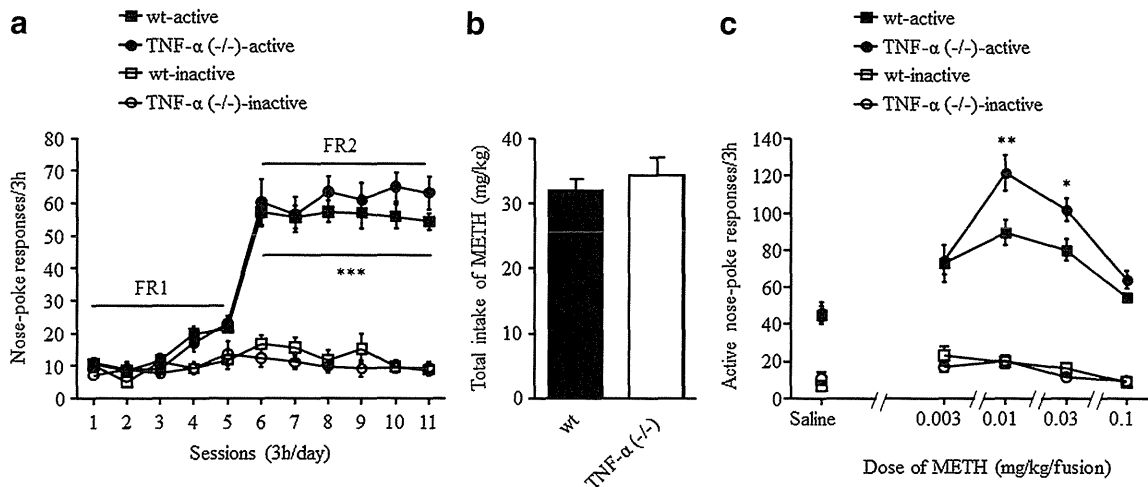 a
wt-active
TNF-α (-/-)-active
wt-inactive
TNF-α (-/-)-inactive
Nose-poke responses/3h
80
70
60
50
40
30
20
10
0
FR1
FR2
***
1 2 3 4 5 6 7 8 9 10 11
Sessions (3h/day)
b
Total intake of METH (mg/kg)
40
30
20
10
0
wt
TNF-α (-/-)
c
wt-active
TNF-α (-/-)-active
wt-inactive
TNF-α (-/-)-inactive
Active nose-poke responses/3h
140
120
100
80
60
40
20
0
**
*
Saline 0.003 0.01 0.03 0.1
Dose of METH (mg/kg/fusion)